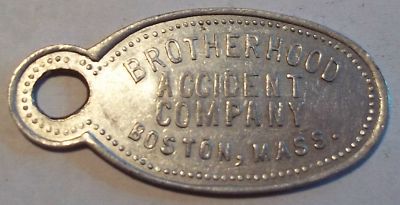 BROTHERHOOD
ACCIDENT
COMPANY
BOSTON, MASS.